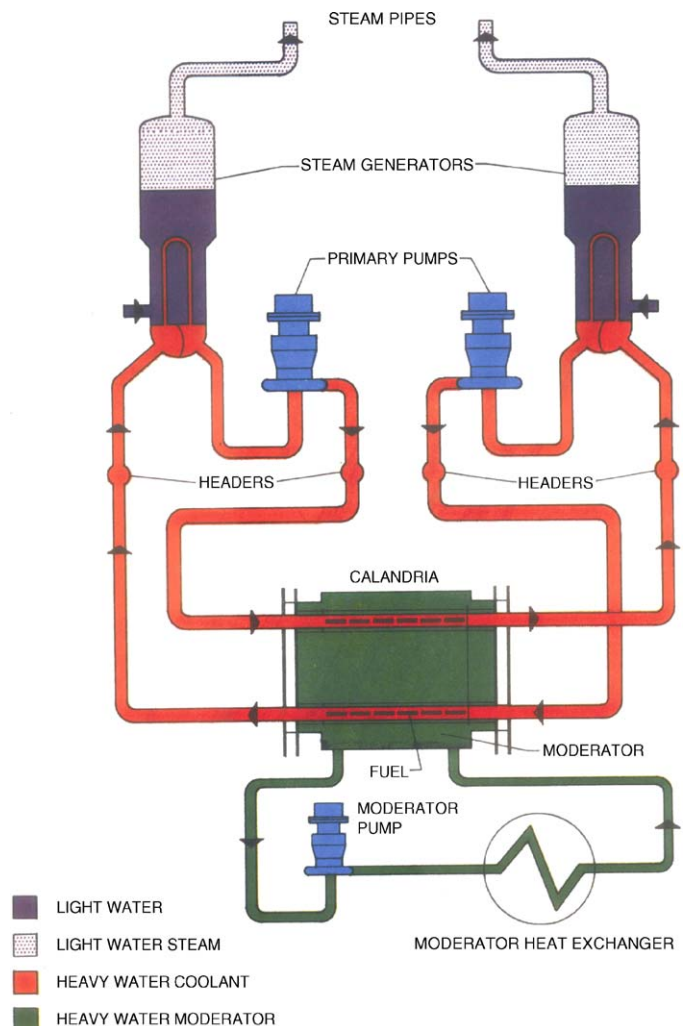 STEAM PIPES
STEAM GENERATORS
PRIMARY PUMPS
HEADERS
HEADERS
CALANDRIA
MODERATOR
FUEL
MODERATOR
PUMP
MODERATOR HEAT EXCHANGER
LIGHT WATER
LIGHT WATER STEAM
HEAVY WATER COOLANT
HEAVY WATER MODERATOR